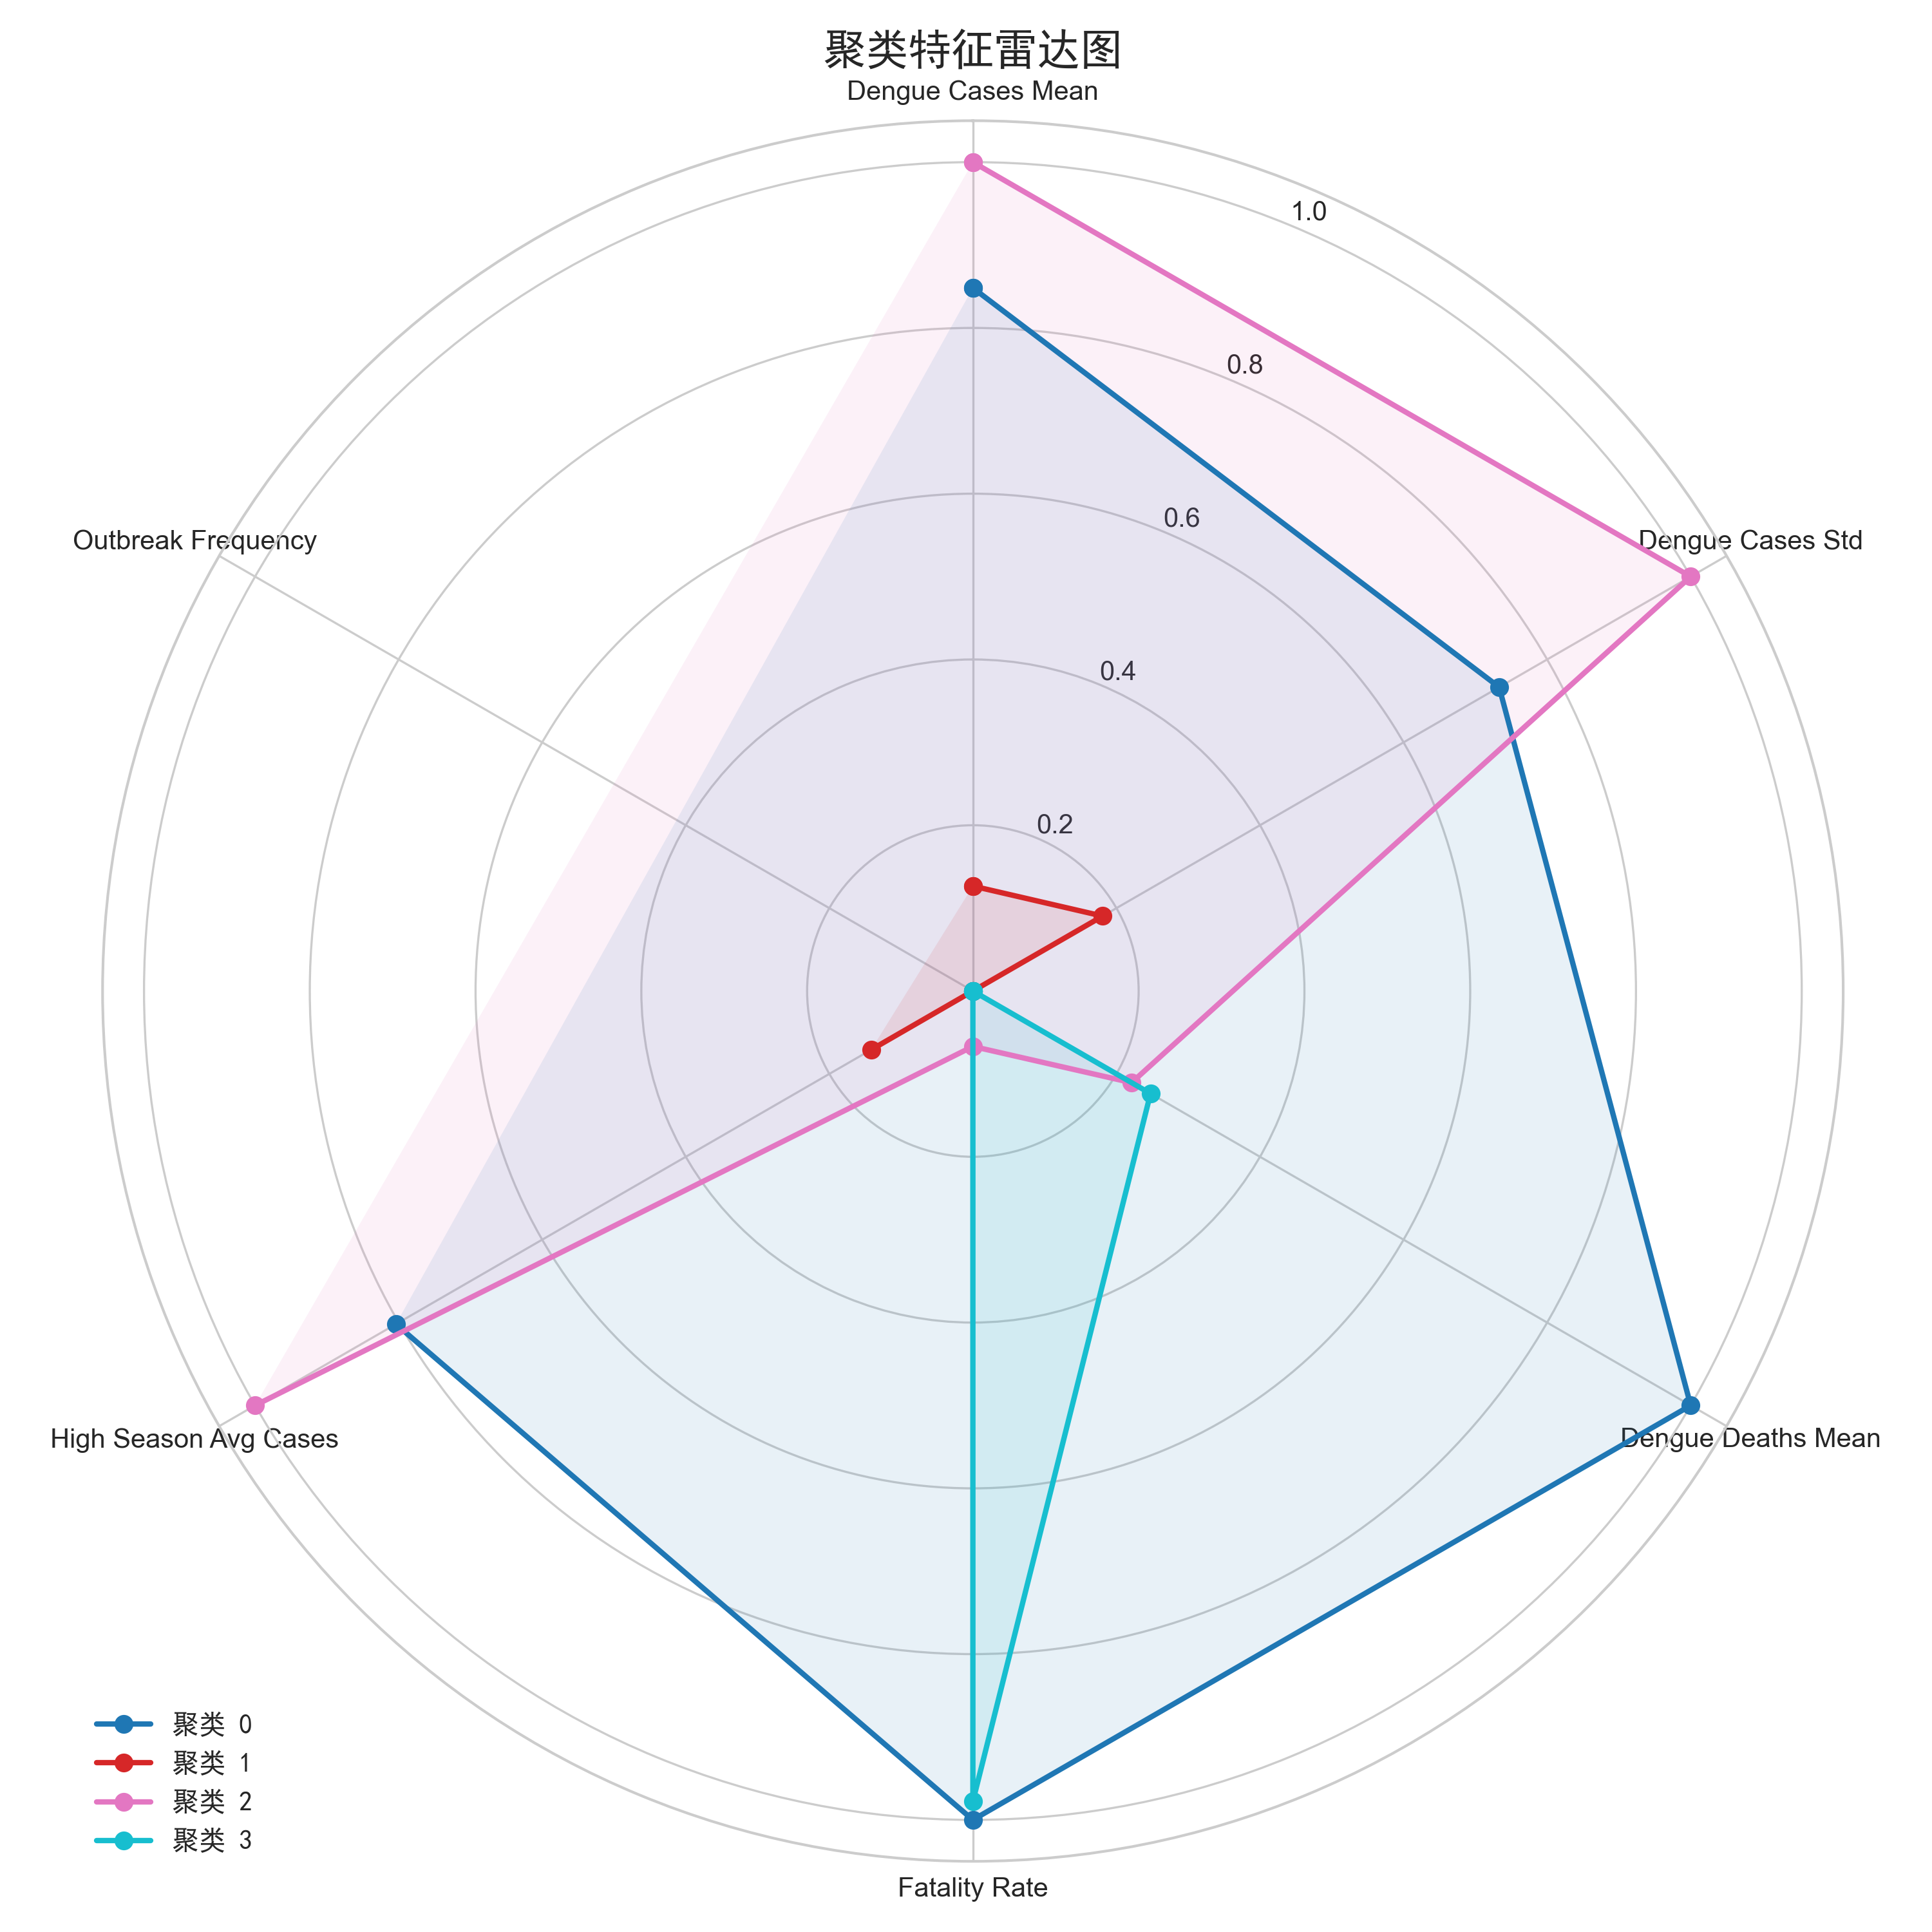 聚类特征雷达图
Dengue Cases Mean
1.0
0.8
Outbreak Frequency
0.6
Dengue Cases Std
0.4
0.2
High Season Avg Cases
Dengue Deaths Mean
聚类 0
聚类 1
聚类 2
聚类 3
Fatality Rate